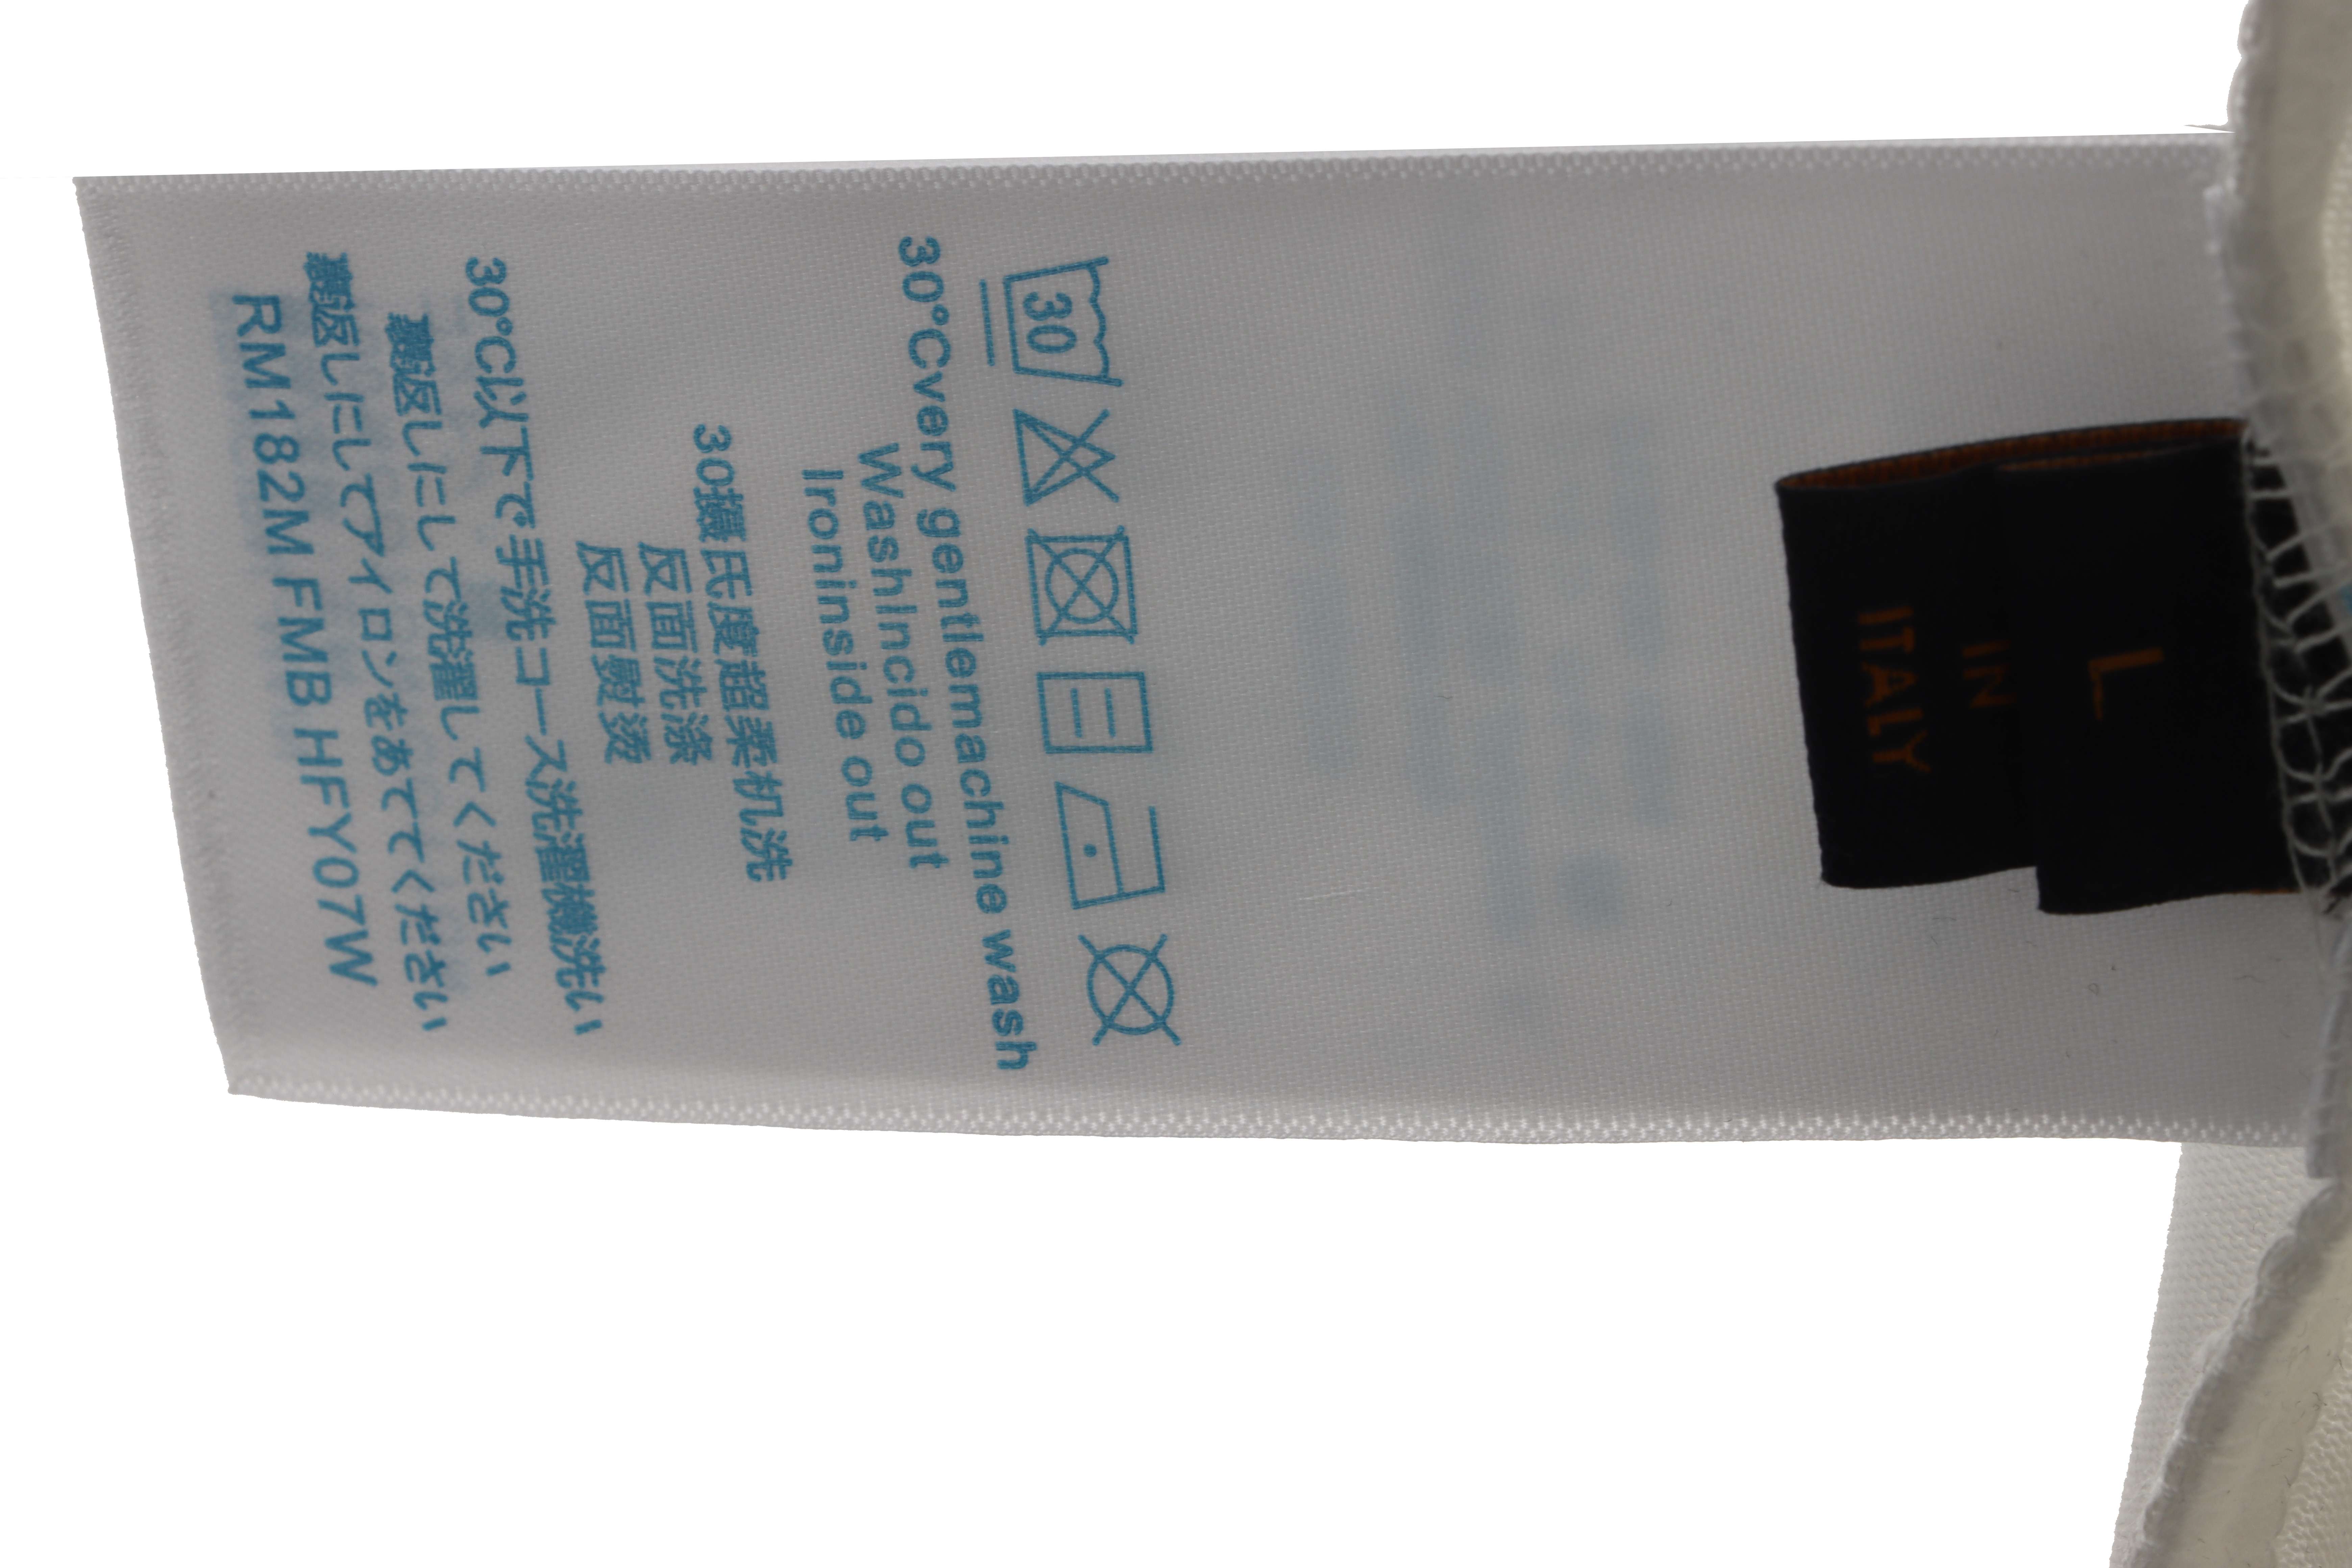 L
IN
ITALY
30
30°Cvery gentlemachine wash
WashIncido out
Ironinside out
30摄氏度超柔机洗
反面洗涤
反面熨烫
30℃以下で手洗コース洗濯機洗い
裏返しにして洗濯してください
裏返しにしてアイロンをあててください
RM182M FMB HFY07W